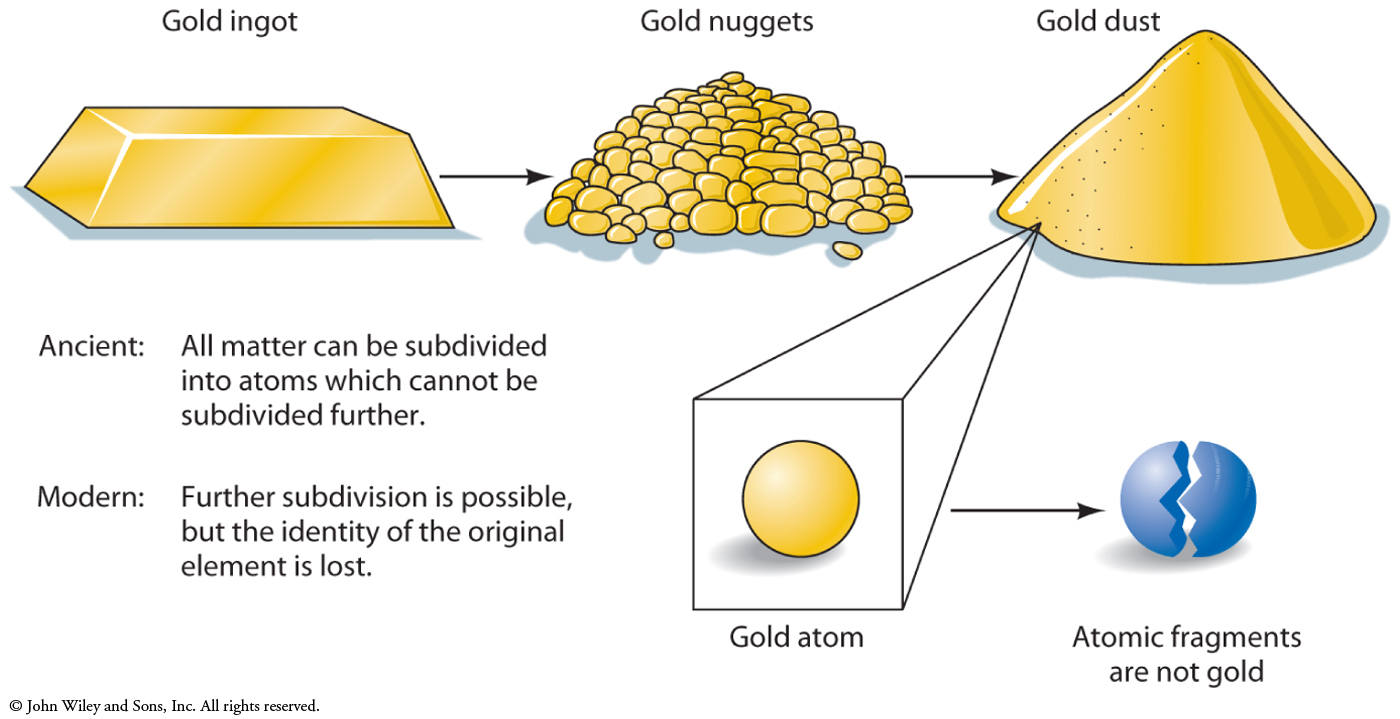 Gold ingot
Gold nuggets
Gold dust
Ancient: All matter can be subdivided
into atoms which cannot be
subdivided further.
Modern: Further subdivision is possible,
but the identity of the original
element is lost.
Gold atom
Atomic fragments
are not gold
© John Wiley and Sons, Inc. All rights reserved.